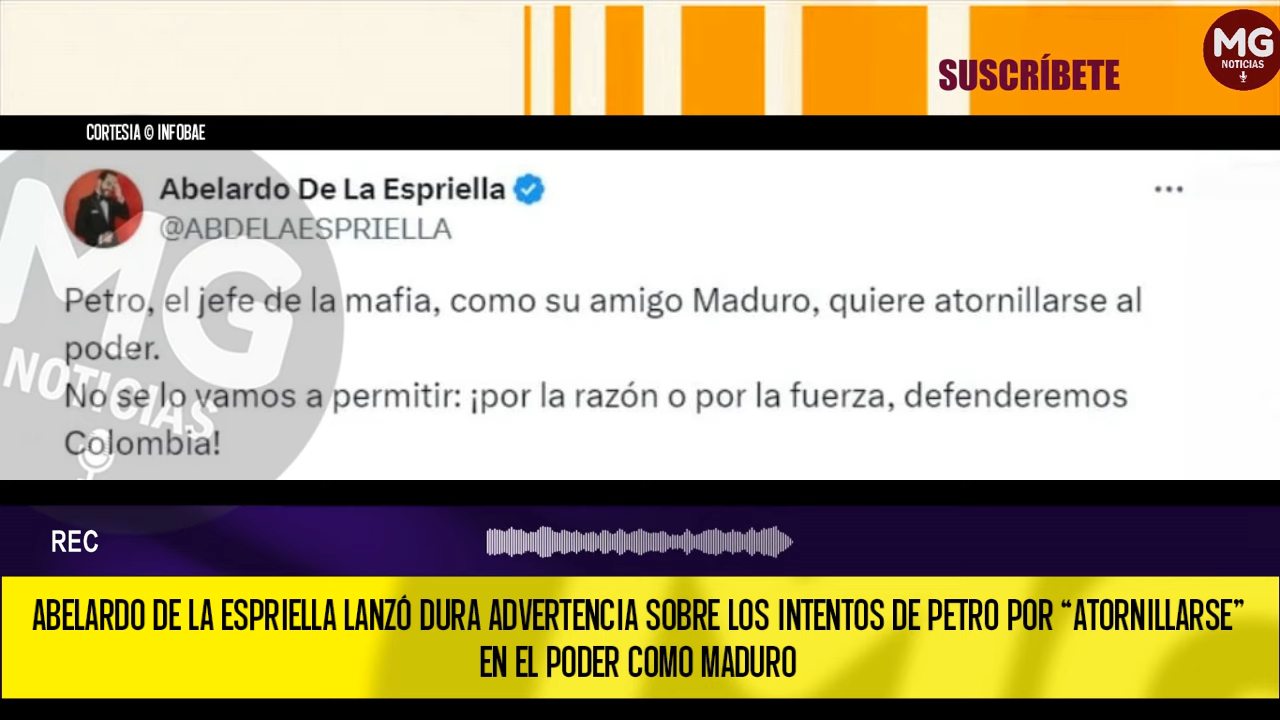 SUSCRÍBETE
MG
NOTICIAS
CORTESIA © INFOBAE
Abelardo De La Espriella
@ABDELAESPRIELLA
Petro, el jefe de la mafia, como su amigo Maduro, quiere atornillarse al
poder.
No se lo vamos a permitir: ¡por la razón o por la fuerza, defenderemos
Colombia!
MG
NOTICIAS
REC
ABELARDO DE LA ESPRIELLA LANZÓ DURA ADVERTENCIA SOBRE LOS INTENTOS DE PETRO POR “ATORNILLARSE”
EN EL PODER COMO MADURO